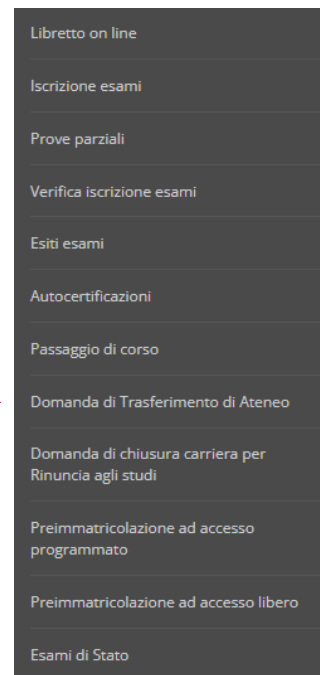 Libretto on line
Iscrizione esami
Prove parziali
Verifica iscrizione esami
Esiti esami
Autocertificazioni
Passaggio di corso
Domanda di Trasferimento di Ateneo
Domanda di chiusura carriera per
Rinuncia agli studi
Preimmatricolazione ad accesso
programmato
Preimmatricolazione ad accesso libero
Esami di Stato